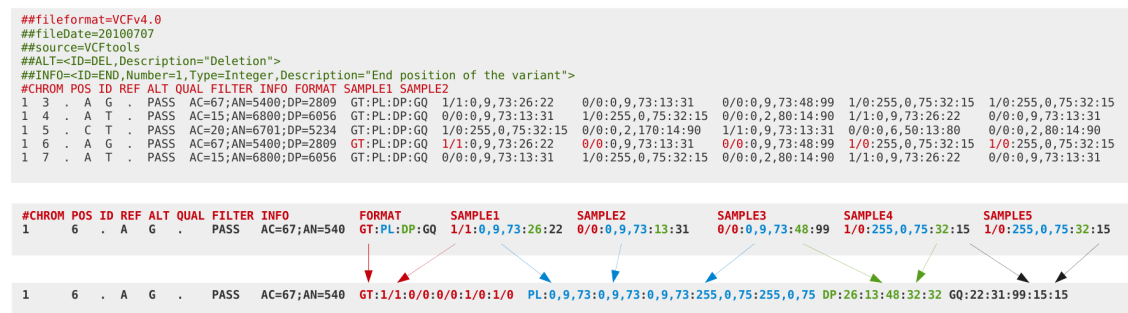 ##fileformat=VCFv4.0
##fileDate=20100707
##source=VCFtools
##ALT=<ID=DEL,Description="Deletion">
##INFO=<ID=END,Number=1,Type=Integer,Description="End position of the variant">
#CHROM POS ID REF ALT QUAL FILTER INFO FORMAT SAMPLE1 SAMPLE2
1 3 . A G . PASS AC=67;AN=5400;DP=2809 GT:PL:DP:GQ 1/1:0,9,73:26:22 0/0:0,9,73:13:31 0/0:0,9,73:48:99 1/0:255,0,75:32:15 1/0:255,0,75:32:15
1 4 . A T . PASS AC=15;AN=6800;DP=6056 GT:PL:DP:GQ 0/0:0,9,73:13:31 1/0:255,0,75:32:15 0/0:0,2,80:14:90 1/1:0,9,73:26:22 0/0:0,9,73:13:31
1 5 . C T . PASS AC=20;AN=6701;DP=5234 GT:PL:DP:GQ 1/0:255,0,75:32:15 0/0:0,2,170:14:90 1/1:0,9,73:13:31 0/0:0,6,50:13:80 0/0:0,2,80:14:90
1 6 . A G . PASS AC=67;AN=5400;DP=2809 GT:PL:DP:GQ 1/1:0,9,73:26:22 0/0:0,9,73:13:31 0/0:0,9,73:48:99 1/0:255,0,75:32:15 1/0:255,0,75:32:15
1 7 . A T . PASS AC=15;AN=6800;DP=6056 GT:PL:DP:GQ 0/0:0,9,73:13:31 1/0:255,0,75:32:15 0/0:0,2,80:14:90 1/1:0,9,73:26:22 0/0:0,9,73:13:31
#CHROM POS ID REF ALT QUAL FILTER INFO FORMAT SAMPLE1 SAMPLE2 SAMPLE3 SAMPLE4 SAMPLE5
1 6 . A G . PASS AC=67;AN=540 GT:PL:DP:GQ 1/1:0,9,73:26:22 0/0:0,9,73:13:31 0/0:0,9,73:48:99 1/0:255,0,75:32:15 1/0:255,0,75:32:15
1 6 . A G . PASS AC=67;AN=540 GT:1/1:0/0:0/0:1/0:1/0 PL:0,9,73:0,9,73:0,9,73:255,0,75:255,0,75 DP:26:13:48:32:32 GQ:22:31:99:15:15